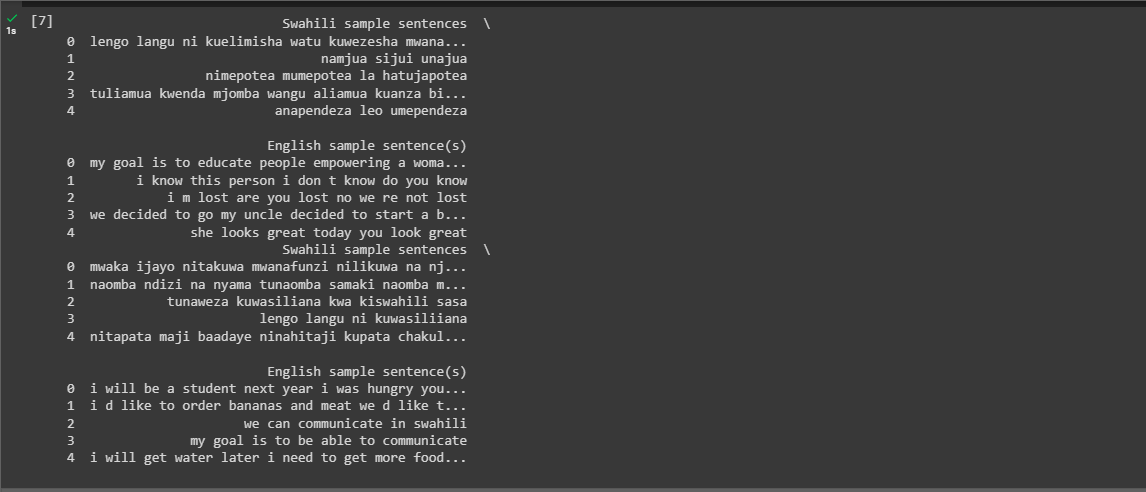 [7] Swahili sample sentences \
1s
0 lengo langu ni kuelimisha watu kuwezesha mwana...
1 namjua sijui unajua
2 nimepotea mumepotea la hatujapotea
3 tuliamua kwenda mjomba wangu aliamua kuanza bi...
4 anapendeza leo umependeza
English sample sentence(s)
0 my goal is to educate people empowering a woma...
1 i know this person i don t know do you know
2 i m lost are you lost no we re not lost
3 we decided to go my uncle decided to start a b...
4 she looks great today you look great
Swahili sample sentences \
0 mwaka ijayo nitakuwa mwanafunzi nilikuwa na nj...
1 naomba ndizi na nyama tunaomba samaki naomba m...
2 tunaweza kuwasiliana kwa kiswahili sasa
3 lengo langu ni kuwasiliiana
4 nitapata maji baadaye ninahitaji kupata chakul...
English sample sentence(s)
0 i will be a student next year i was hungry you...
1 i d like to order bananas and meat we d like t...
2 we can communicate in swahili
3 my goal is to be able to communicate
4 i will get water later i need to get more food...